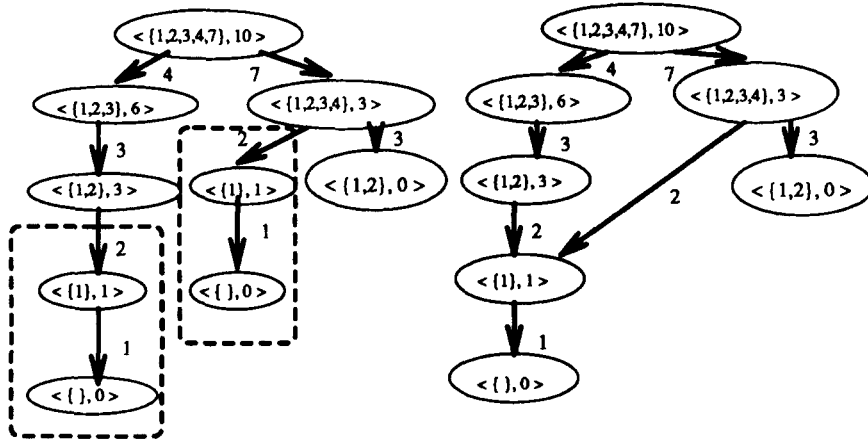 < {1,2,3,4,7}, 10 >
4
7
< {1,2,3}, 6 >
< {1,2,3,4}, 3 >
3
2
3
< {1,2}, 3 >
< {1}, 1 >
< {1,2}, 0 >
2
1
< {1}, 1 >
< { }, 0 >
1
< { }, 0 >
< {1,2,3,4,7}, 10 >
4
7
< {1,2,3}, 6 >
< {1,2,3,4}, 3 >
3
3
< {1,2}, 3 >
< {1,2}, 0 >
2
2
< {1}, 1 >
1
< { }, 0 >